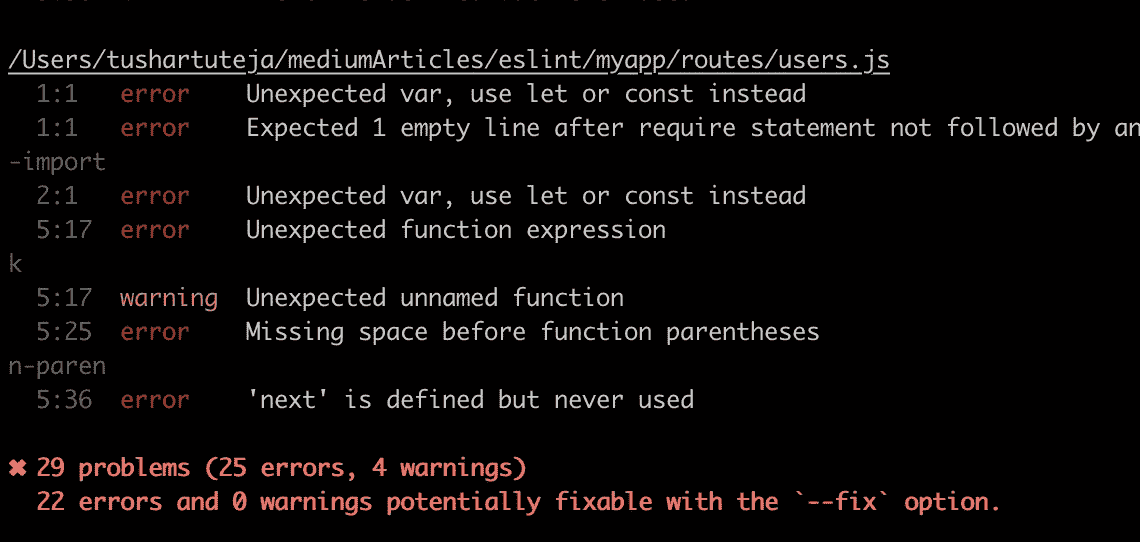 /Users/tushartuteja/mediumArticles/eslint/myapp/routes/users.js
1:1 error Unexpected var, use let or const instead
1:1 error Expected 1 empty line after require statement not followed by an
-import
2:1 error Unexpected var, use let or const instead
5:17 error Unexpected function expression
k
5:17 warning Unexpected unnamed function
5:25 error Missing space before function parentheses
n-paren
5:36 error 'next' is defined but never used
✖ 29 problems (25 errors, 4 warnings)
22 errors and 0 warnings potentially fixable with the `--fix` option.